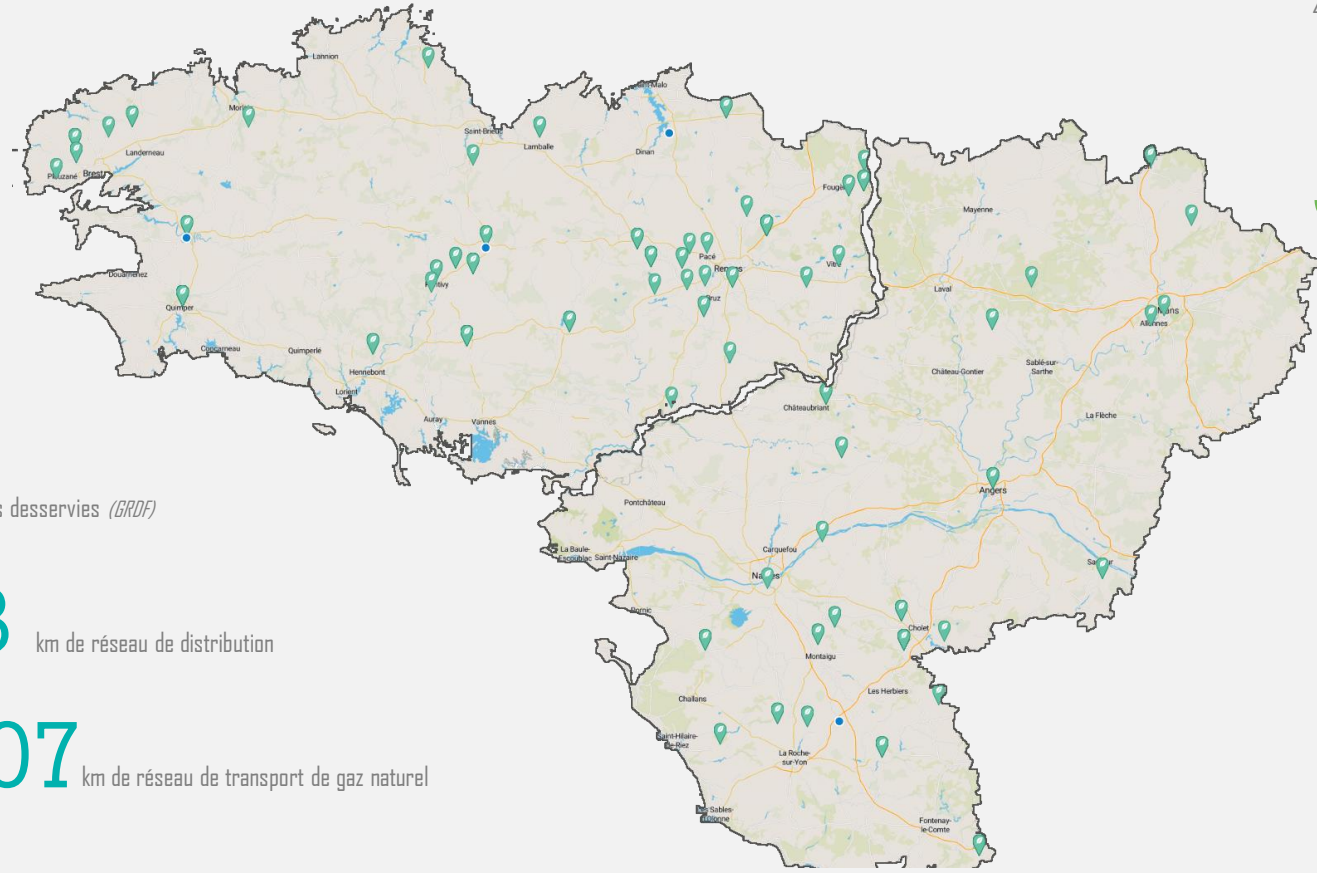 Lannion
Morlaix
Landerneau
Plouzané
Brest
Saint-Brieuc
Lamballe
Saint-Malo
Dinan
Fougères
Mayenne
Douarnenez
Pontivy
Pacé
Rennes
Vitré
Bruz
Laval
Quimper
Concarneau
Quimperlé
Hennebont
Lorient
Auray
Vannes
Allonnes
Mans
Sablé-sur-
Sarthe
Château-Gontier
La Flèche
Châteaubriant
Angers
Pontchâteau
s desservies (GRDF)
La Baule-
Escoublac
Saint-Nazaire
Carquefou
Nantes
Saumur
Pornic
Cholet
3 km de réseau de distribution
Montaigu
Challans
Les Herbiers
Saint-Hilaire-
de-Riez
La Roche-
sur-Yon
07 km de réseau de transport de gaz naturel
Les Sables-
d'Olonne
Fontenay-
le-Comte